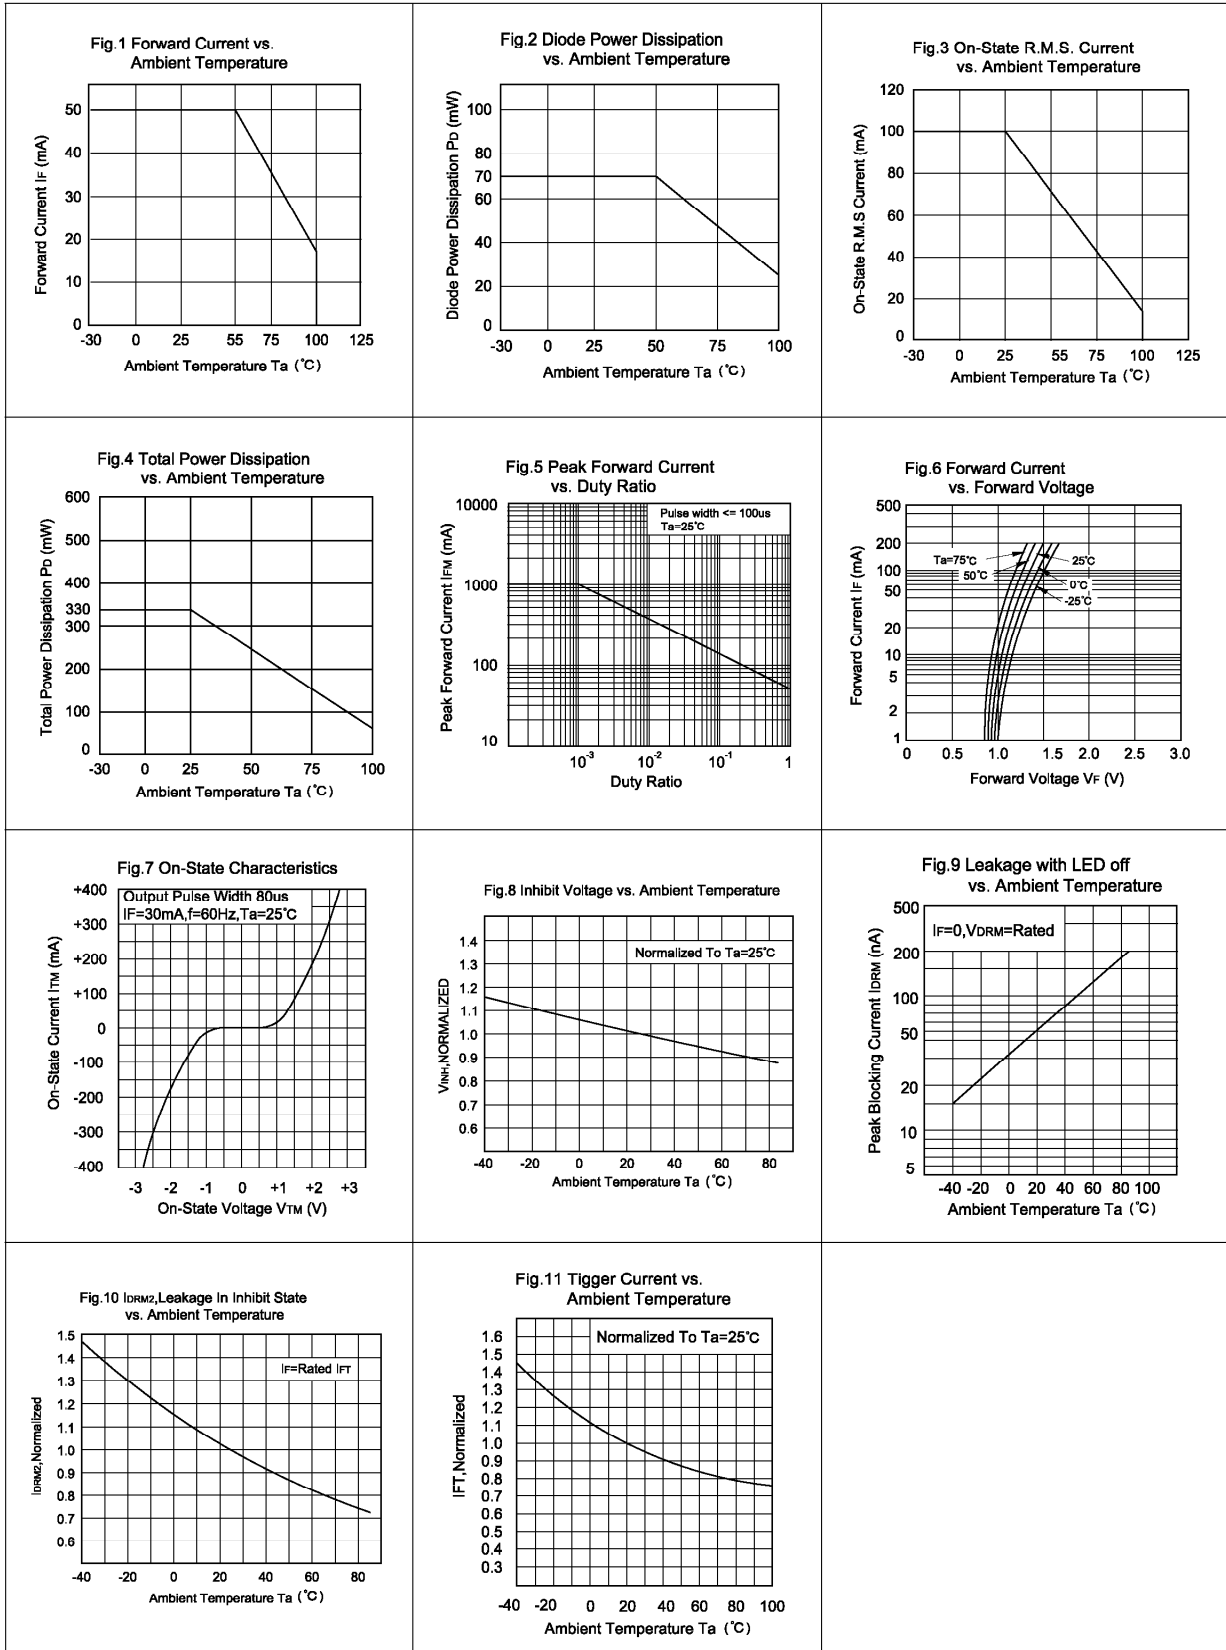 Fig.1 Forward Current vs.
Ambient Temperature
Forward Current IF (mA)
50
40
30
20
10
0
-30 0 25 55 75 100 125
Ambient Temperature Ta (°C)
Fig.2 Diode Power Dissipation
vs. Ambient Temperature
Diode Power Dissipation PD (mW)
100
80
70
60
40
20
0
-30 0 25 50 75 100
Ambient Temperature Ta (°C)
Fig.3 On-State R.M.S. Current
vs. Ambient Temperature
On-State R.M.S Current (mA)
120
100
80
60
40
20
0
-30 0 25 55 75 100 125
Ambient Temperature Ta (°C)
Fig.4 Total Power Dissipation
vs. Ambient Temperature
Total Power Dissipation PD (mW)
600
500
400
330
300
200
100
0
-30 0 25 50 75 100
Ambient Temperature Ta (°C)
Fig.5 Peak Forward Current
vs. Duty Ratio
Peak Forward Current IFM (mA)
10000
1000
100
10
Pulse width <= 100us
Ta=25°C
10-3 10-2 10-1 1
Duty Ratio
Fig.6 Forward Current
vs. Forward Voltage
Forward Current IF (mA)
500
200
100
50
20
10
5
2
1
Ta=75°C
50°C
25°C
0°C
-25°C
0 0.5 1.0 1.5 2.0 2.5 3.0
Forward Voltage VF (V)
Fig.7 On-State Characteristics
On-State Current ITM (mA)
+400
+300
+200
+100
0
-100
-200
-300
-400
Output Pulse Width 80us
IF=30mA,f=60Hz,Ta=25°C
-3 -2 -1 0 +1 +2 +3
On-State Voltage VTM (V)
Fig.8 Inhibit Voltage vs. Ambient Temperature
VINH,NORMALIZED
1.4
1.3
1.2
1.1
1.0
0.9
0.8
0.7
0.6
Normalized To Ta=25°C
-40 -20 0 20 40 60 80
Ambient Temperature Ta (°C)
Fig.9 Leakage with LED off
vs. Ambient Temperature
Peak Blocking Current IDRM (nA)
500
200
100
50
20
10
5
IF=0,VDRM=Rated
-40 -20 0 20 40 60 80 100
Ambient Temperature Ta (°C)
Fig.10 IDRM2,Leakage In Inhibit State
vs. Ambient Temperature
IDRM2,Normalized
1.5
1.4
1.3
1.2
1.1
1.0
0.9
0.8
0.7
0.6
IF=Rated IFT
-40 -20 0 20 40 60 80
Ambient Temperature Ta (°C)
Fig.11 Tigger Current vs.
Ambient Temperature
IFT,Normalized
1.6
1.5
1.4
1.3
1.2
1.1
1.0
0.8
0.7
0.6
0.5
0.4
0.3
Normalized To Ta=25°C
-40 -20 0 20 40 60 80 100
Ambient Temperature Ta (°C)